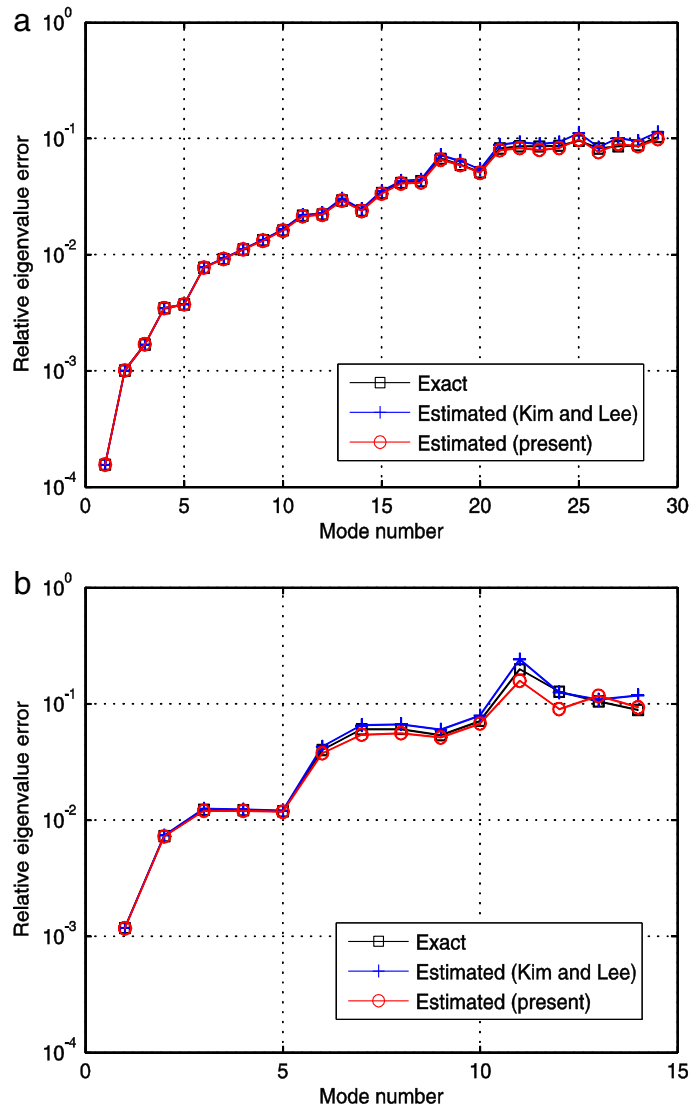 a
10^0
10^-1
10^-2
10^-3
10^-4
Relative eigenvalue error
Exact
Estimated (Kim and Lee)
Estimated (present)
0 5 10 15 20 25 30
Mode number
b
10^0
10^-1
10^-2
10^-3
10^-4
Relative eigenvalue error
Exact
Estimated (Kim and Lee)
Estimated (present)
0 5 10 15
Mode number